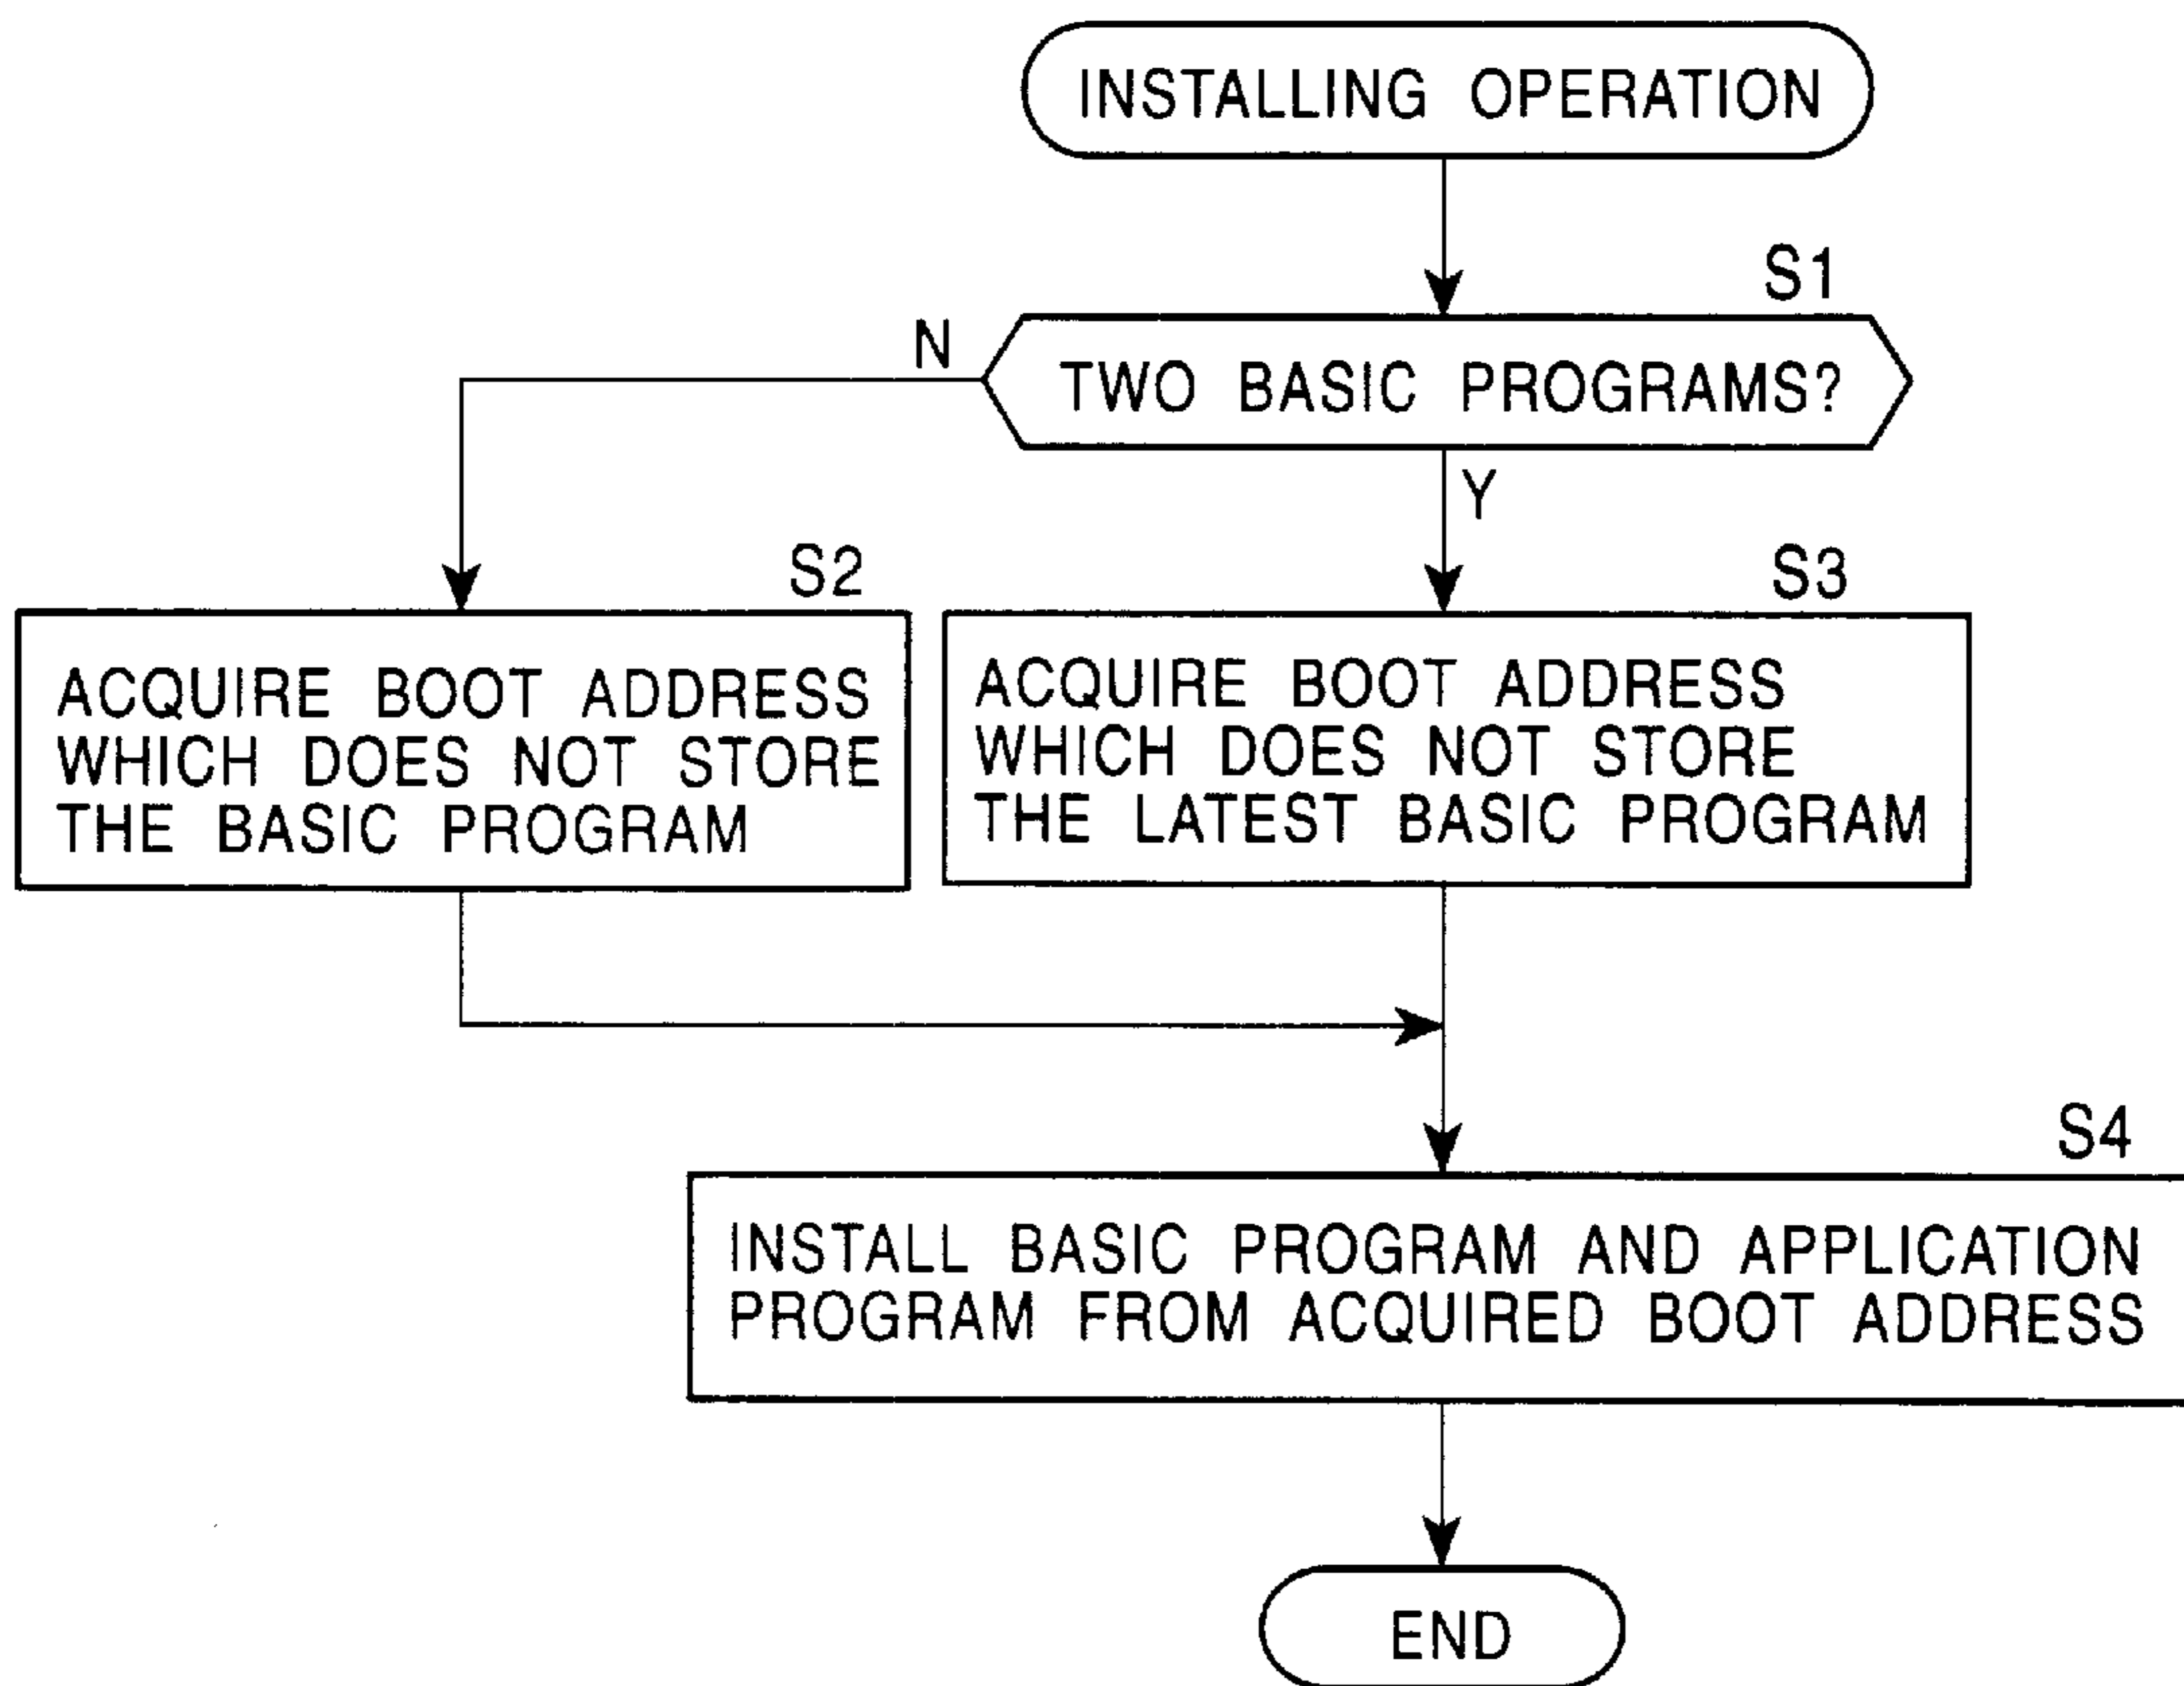 INSTALLING OPERATION
S1
N
TWO BASIC PROGRAMS?
Y
S2
S3
ACQUIRE BOOT ADDRESS
WHICH DOES NOT STORE
THE BASIC PROGRAM
ACQUIRE BOOT ADDRESS
WHICH DOES NOT STORE
THE LATEST BASIC PROGRAM
S4
INSTALL BASIC PROGRAM AND APPLICATION
PROGRAM FROM ACQUIRED BOOT ADDRESS
END